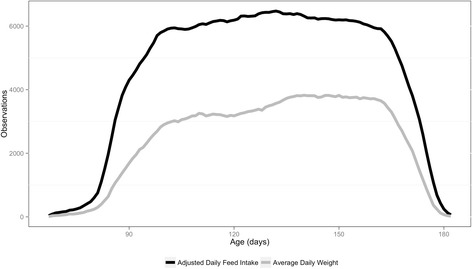 6000
4000
2000
0
Observations
90
120
150
180
Age (days)
Adjusted Daily Feed Intake
Average Daily Weight